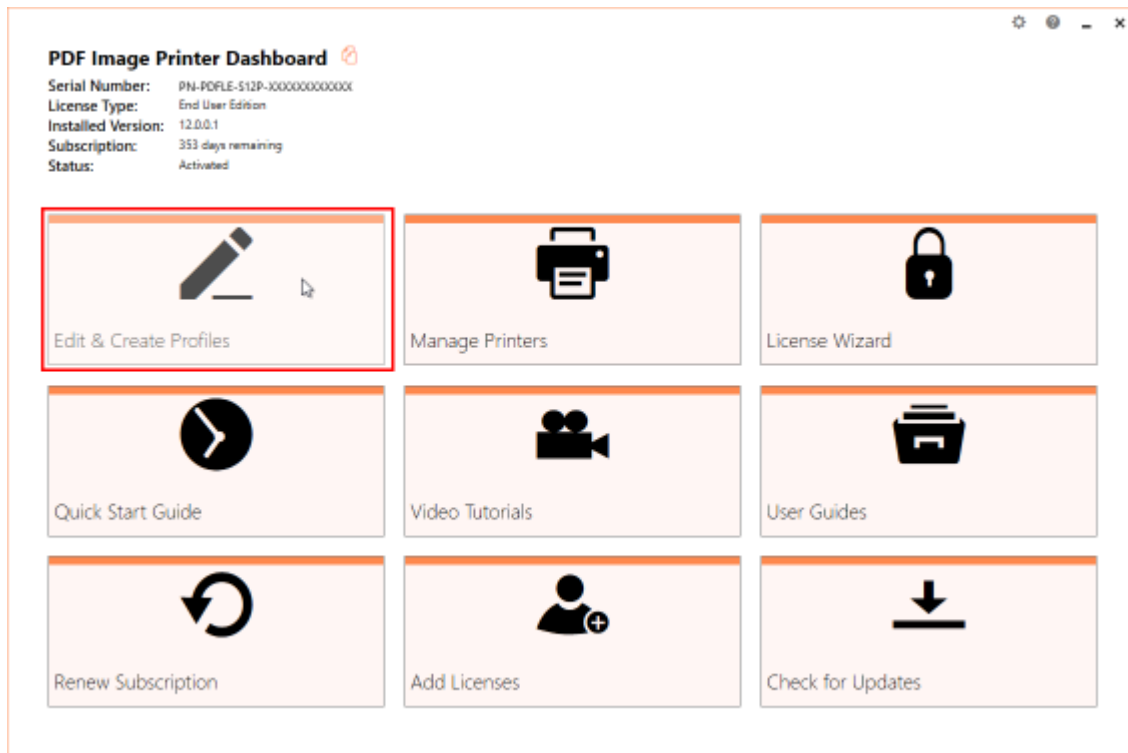 PDF Image Printer Dashboard
Serial Number: PN-PDFLE-S12P-XXXXXXXXXXXX
License Type: End User Edition
Installed Version: 12.0.0.1
Subscription: 353 days remaining
Status: Activated
Edit & Create Profiles
Manage Printers
License Wizard
Quick Start Guide
Video Tutorials
User Guides
Renew Subscription
Add Licenses
Check for Updates